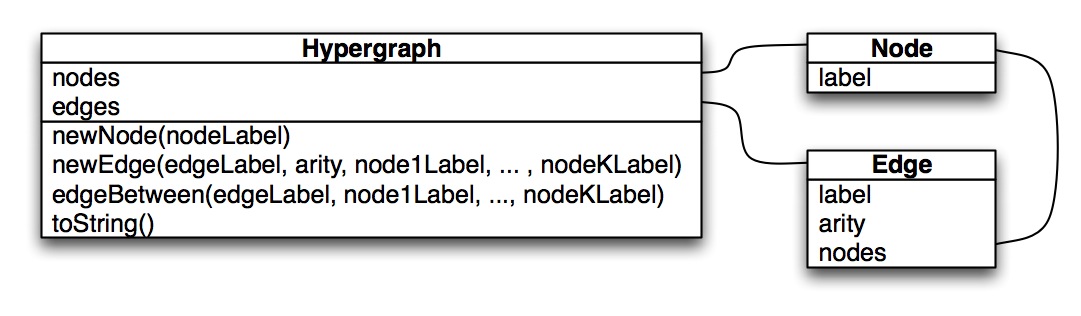 Hypergraph
nodes
edges
newNode(nodeLabel)
newEdge(edgeLabel, arity, node1Label, ... , nodeKLabel)
edgeBetween(edgeLabel, node1Label, ..., nodeKLabel)
toString()
Node
label
Edge
label
arity
nodes